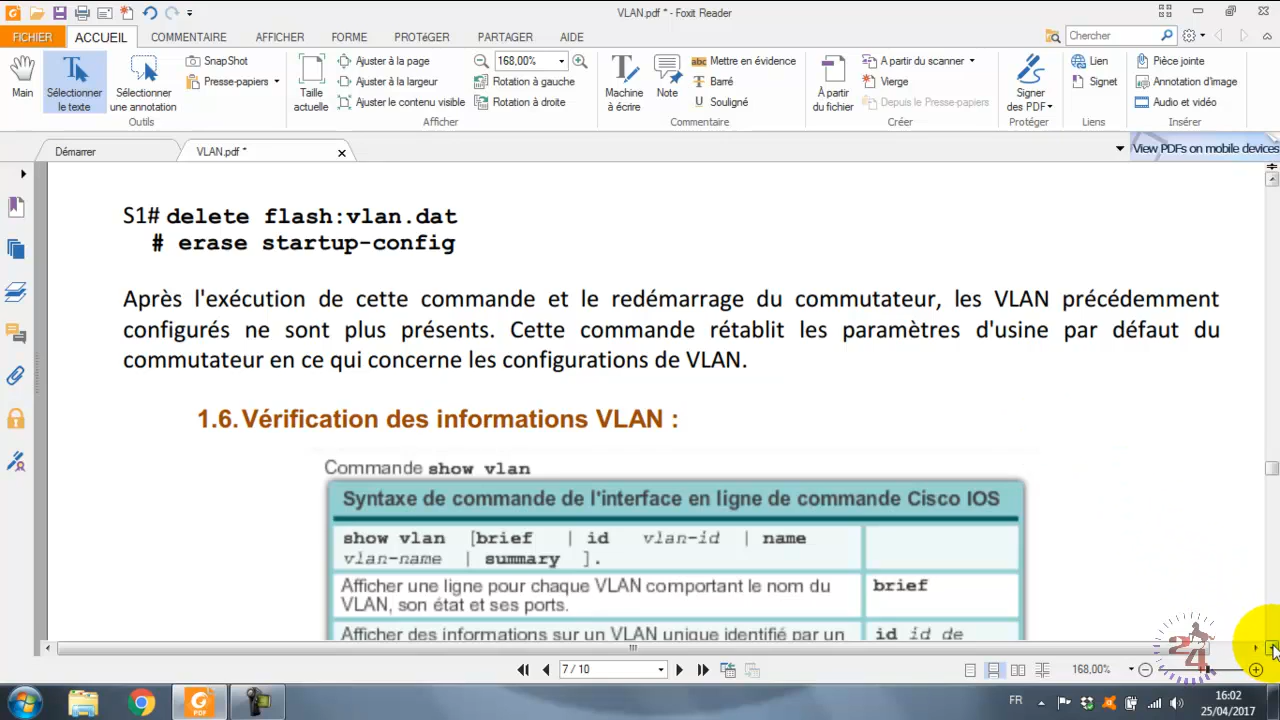 VLAN.pdf * - Foxit Reader
FICHIER ACCUEIL COMMENTAIRE AFFICHER FORME PROTéGER PARTAGER AIDE Chercher
Main
Sélectionner le texte
Sélectionner une annotation
SnapShot
Presse-papiers
Outils
Taille actuelle
Ajuster à la page
Ajuster à la largeur
Ajuster le contenu visible
168,00%
Rotation à gauche
Rotation à droite
Afficher
Machine à écrire
Note
Mettre en évidence
Barré
Souligné
Commentaire
À partir du fichier
A partir du scanner
Vierge
Depuis le Presse-papiers
Créer
Signer des PDF
Protéger
Lien
Signet
Liens
Pièce jointe
Annotation d'image
Audio et vidéo
Insérer
Démarrer VLAN.pdf * View PDFs on mobile devices
S1# delete flash:vlan.dat
# erase startup-config
Après l'exécution de cette commande et le redémarrage du commutateur, les VLAN précédemment
configurés ne sont plus présents. Cette commande rétablit les paramètres d'usine par défaut du
commutateur en ce qui concerne les configurations de VLAN.
1.6. Vérification des informations VLAN :
Commande show vlan
Syntaxe de commande de l'interface en ligne de commande Cisco IOS
show vlan [brief | id vlan-id | name
vlan-name | summary ].
Afficher une ligne pour chaque VLAN comportant le nom du brief
VLAN, son état et ses ports.
Afficher des informations sur un VLAN unique identifié par un id id de
24
7 / 10 168,00%
FR 16:02
25/04/2017